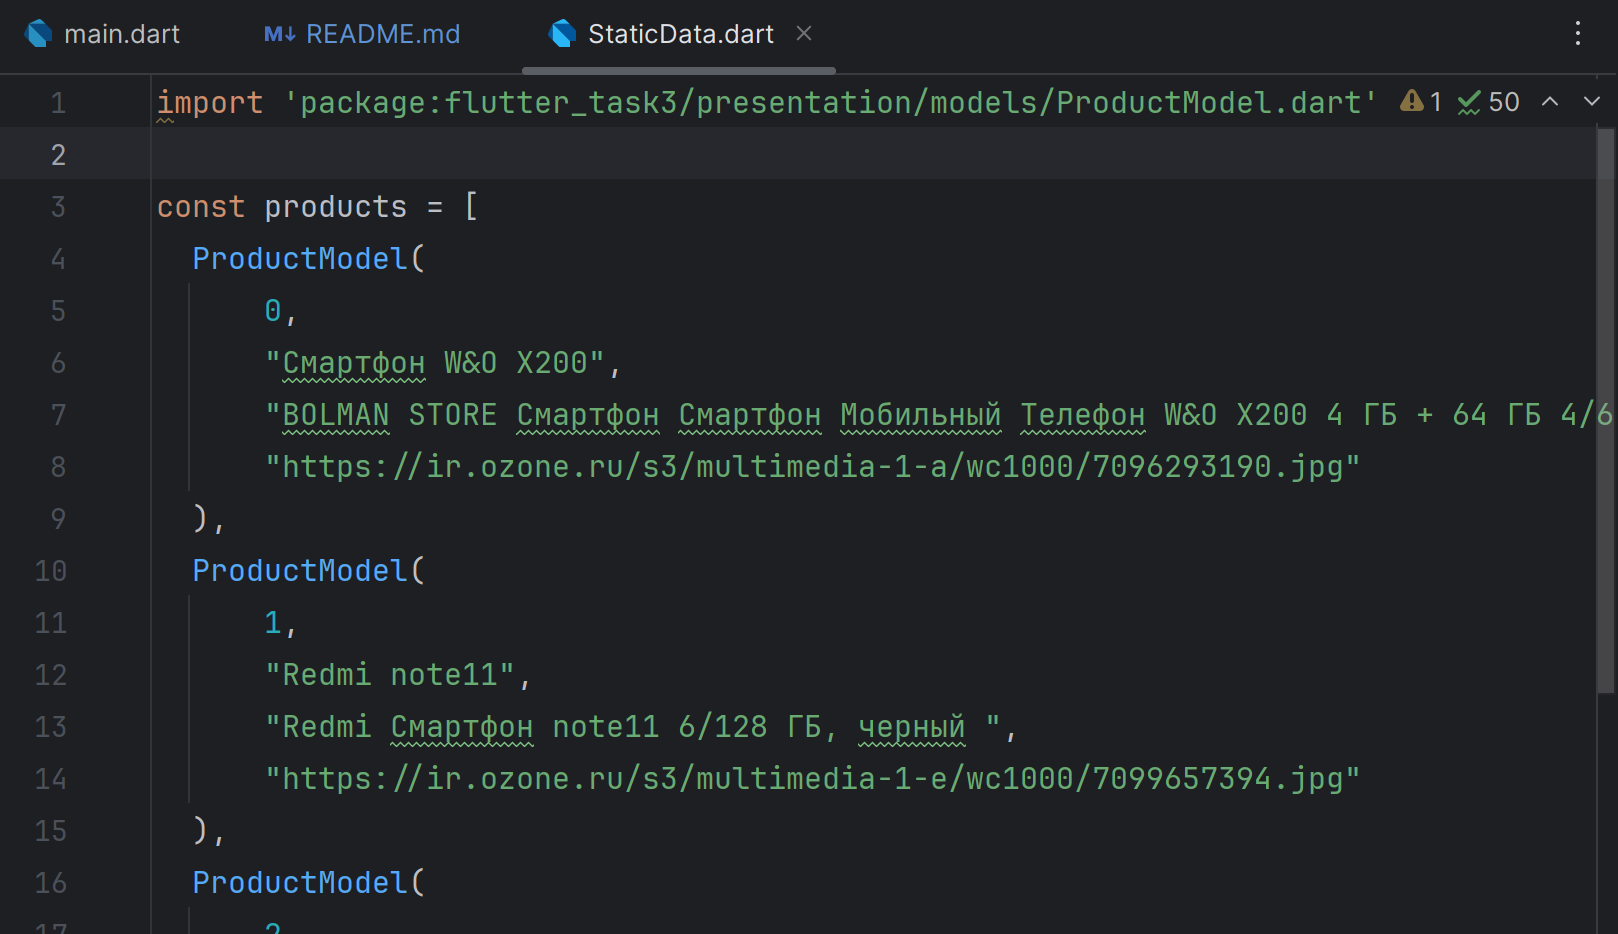 main.dart README.md StaticData.dart
1 import 'package:flutter_task3/presentation/models/ProductModel.dart' 1 50
2
3 const products = [
4 ProductModel(
5 0,
6 "Смартфон W&O X200",
7 "BOLMAN STORE Смартфон Смартфон Мобильный Телефон W&O X200 4 ГБ + 64 ГБ 4/6
8 "https://ir.ozone.ru/s3/multimedia-1-a/wc1000/7096293190.jpg"
9 ),
10 ProductModel(
11 1,
12 "Redmi note11",
13 "Redmi Смартфон note11 6/128 ГБ, черный ",
14 "https://ir.ozone.ru/s3/multimedia-1-e/wc1000/7099657394.jpg"
15 ),
16 ProductModel(
17 2